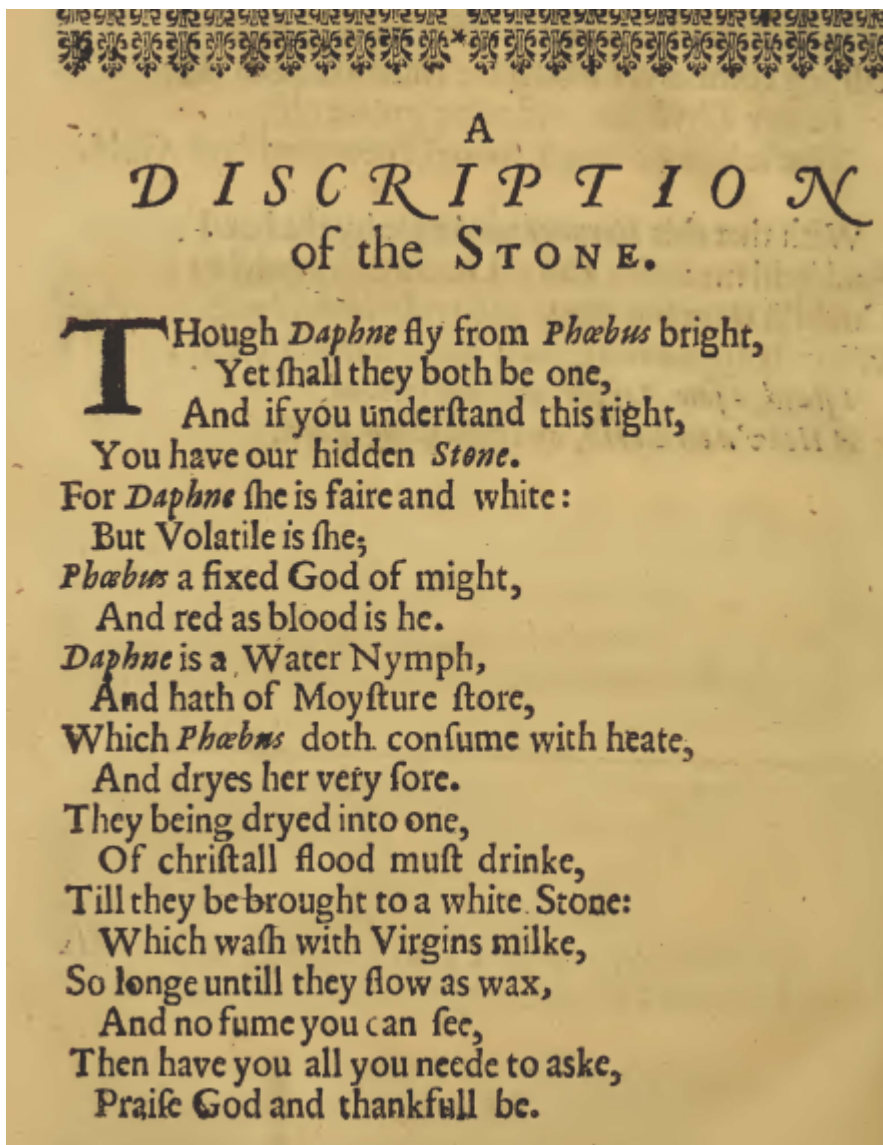 A
DISCRIPTION
of the STONE.
THough Daphne fly from Phœbus bright,
Yet ſhall they both be one,
And if you underſtand this right,
You have our hidden Stone.
For Daphne ſhe is faire and white:
But Volatile is ſhe;
Phœbus a fixed God of might,
And red as blood is he.
Daphne is a Water Nymph,
And hath of Moyſture ſtore,
Which Phœbus doth conſume with heate,
And dryes her very ſore.
They being dryed into one,
Of chriſtall flood muſt drinke,
Till they be brought to a white Stone:
Which waſh with Virgins milke,
So longe untill they flow as wax,
And no fume you can ſee,
Then have you all you neede to aske,
Praiſe God and thankfull be.